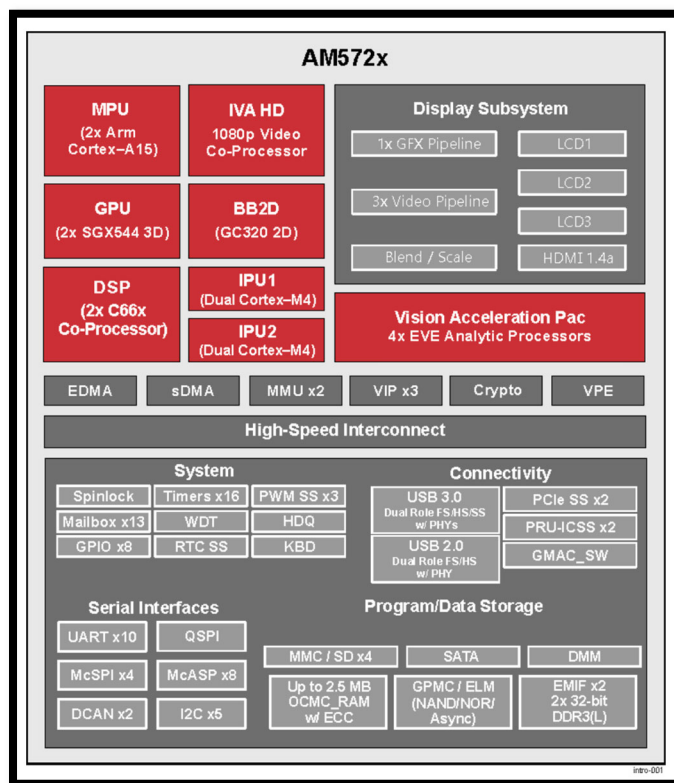 AM572x
MPU
(2x Arm
Cortex–A15)
IVA HD
1080p Video
Co-Processor
GPU
(2x SGX544 3D)
BB2D
(GC320 2D)
DSP
(2x C66x
Co-Processor)
IPU1
(Dual Cortex–M4)
IPU2
(Dual Cortex–M4)
Display Subsystem
1x GFX Pipeline
LCD1
LCD2
3x Video Pipeline
LCD3
Blend / Scale
HDMI 1.4a
Vision Acceleration Pac
4x EVE Analytic Processors
EDMA
sDMA
MMU x2
VIP x3
Crypto
VPE
High-Speed Interconnect
System
Spinlock
Timers x16
PWM SS x3
Mailbox x13
WDT
HDQ
GPIO x8
RTC SS
KBD
Connectivity
USB 3.0
Dual Role FS/HS/SS
w/ PHYs
USB 2.0
Dual Role FS/HS
w/ PHY
PCIe SS x2
PRU-ICSS x2
GMAC_SW
Serial Interfaces
UART x10
QSPI
McSPI x4
McASP x8
DCAN x2
I2C x5
Program/Data Storage
MMC / SD x4
SATA
DMM
Up to 2.5 MB
OCMC_RAM
w/ ECC
GPMC / ELM
(NAND/NOR/
Async)
EMIF x2
2x 32-bit
DDR3(L)
intro-001